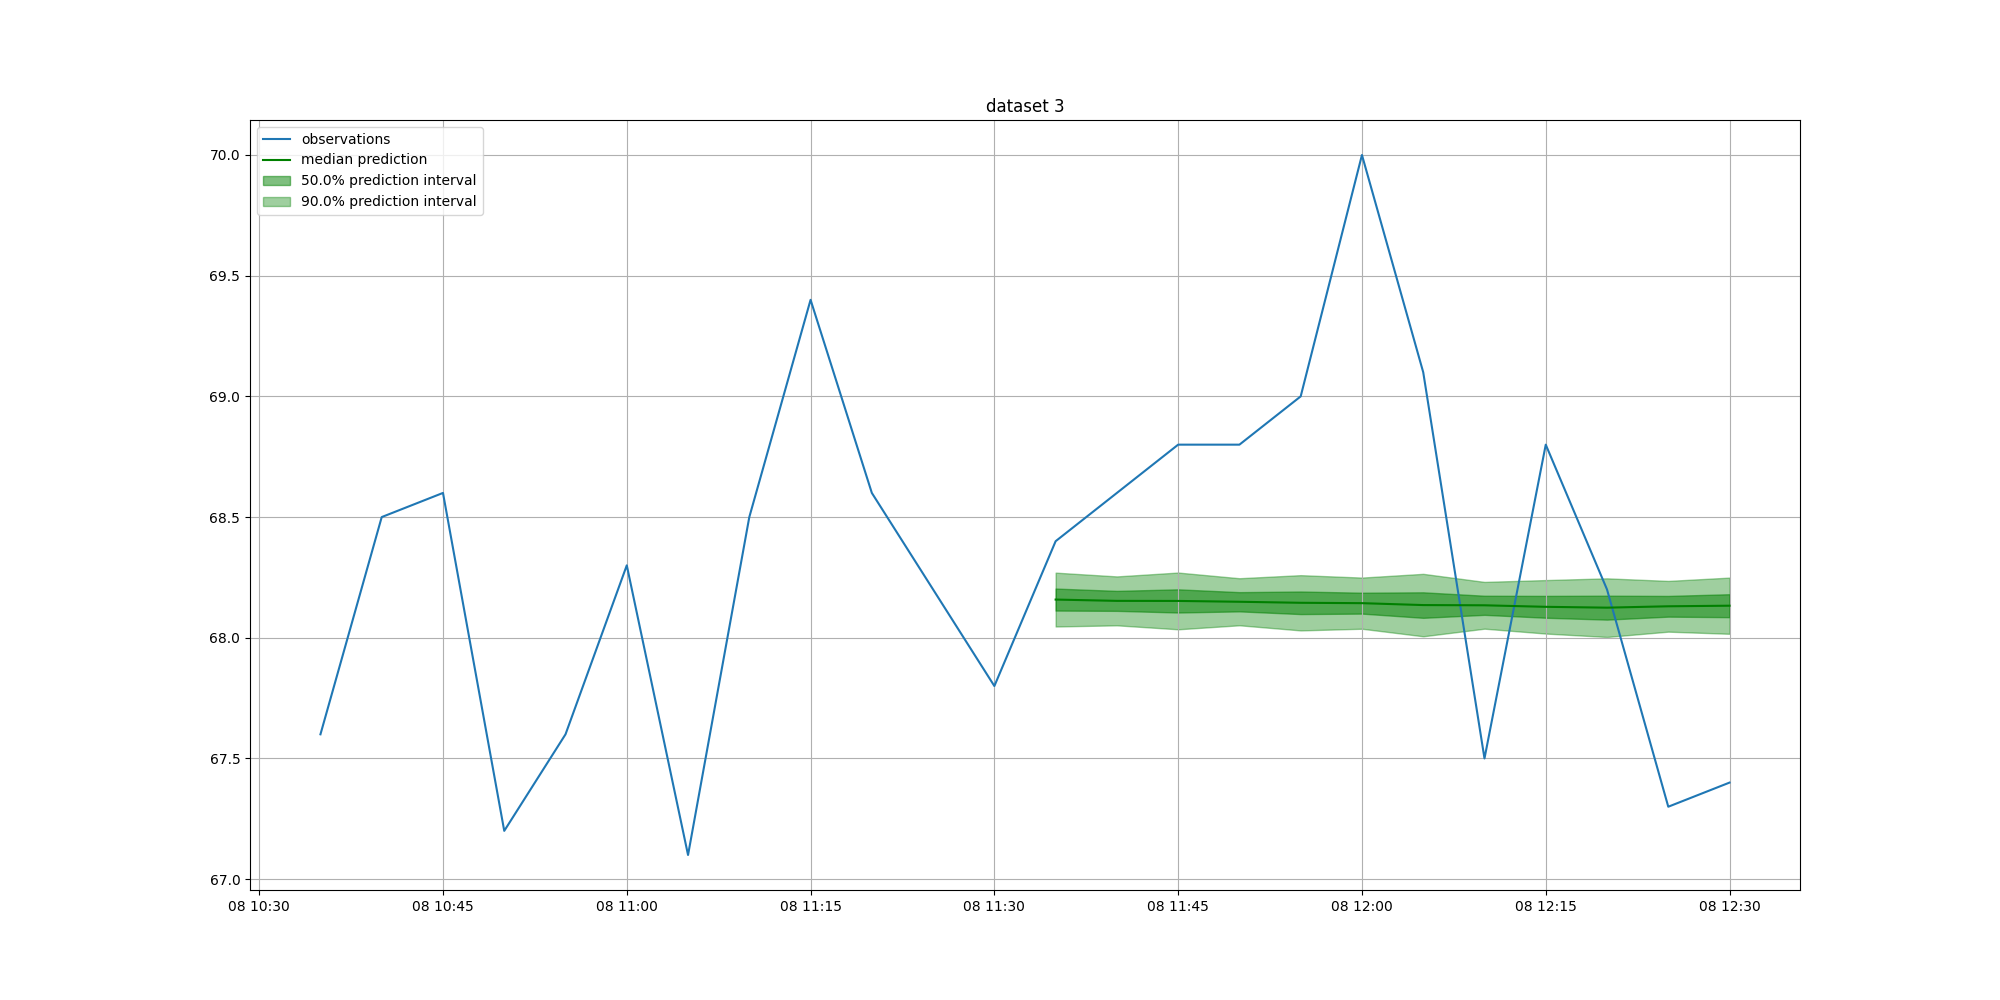 dataset 3
observations
median prediction
50.0% prediction interval
90.0% prediction interval
70.0
69.5
69.0
68.5
68.0
67.5
67.0
08 10:30 08 10:45 08 11:00 08 11:15 08 11:30 08 11:45 08 12:00 08 12:15 08 12:30